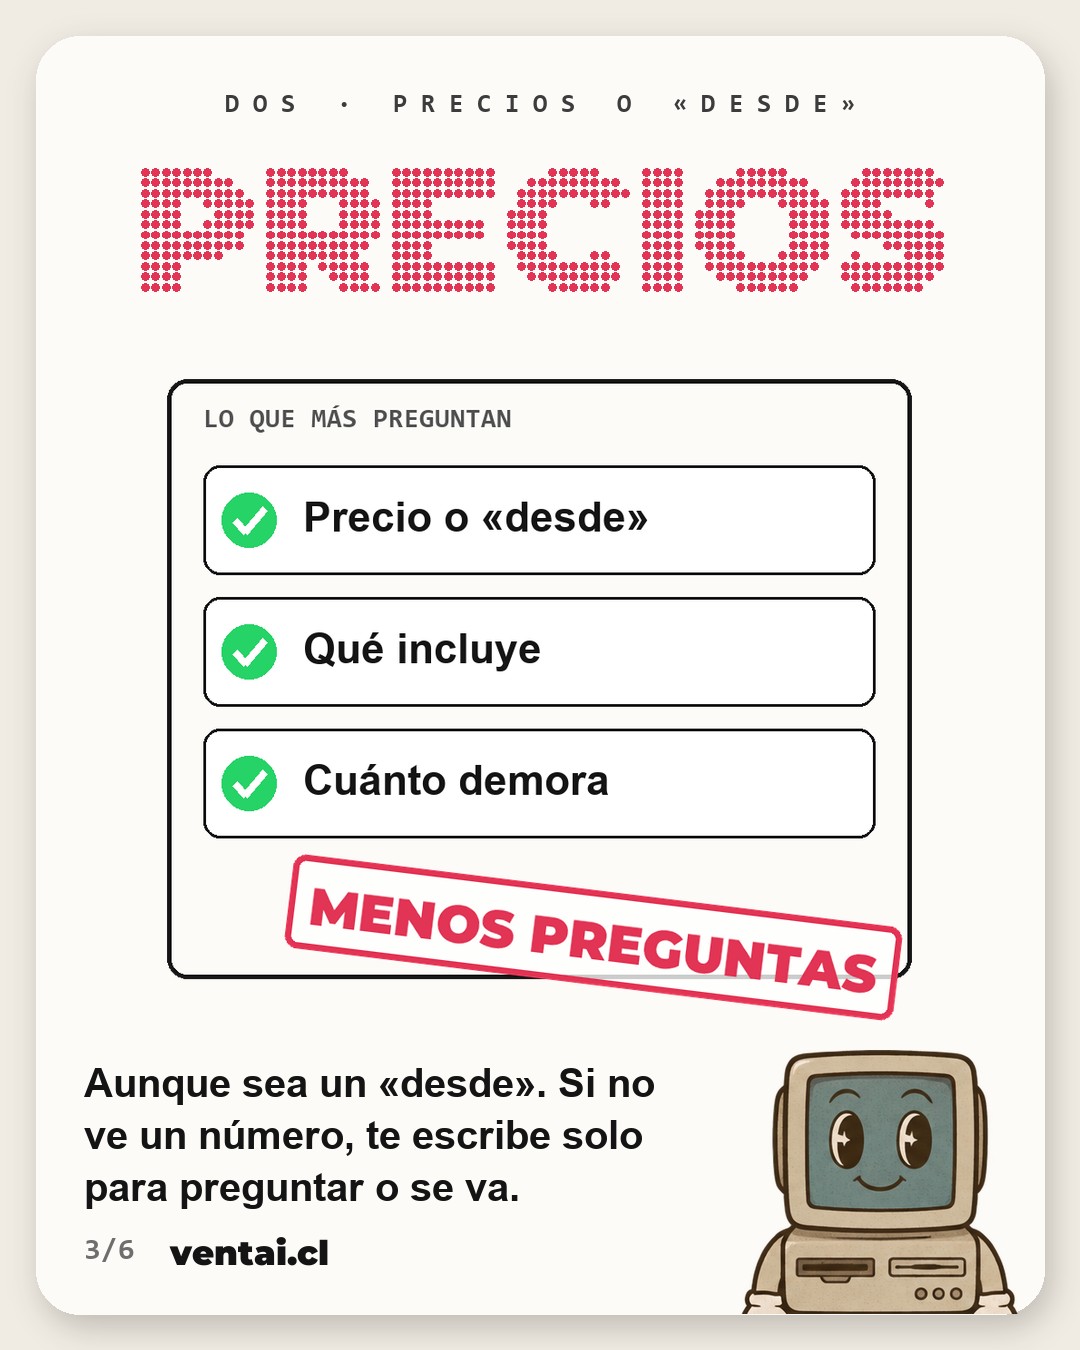 DOS · PRECIOS O «DESDE»
PRECIOS
LO QUE MÁS PREGUNTAN
Precio o «desde»
Qué incluye
Cuánto demora
MENOS PREGUNTAS
Aunque sea un «desde». Si no
ve un número, te escribe solo
para preguntar o se va.
3/6 ventai.cl